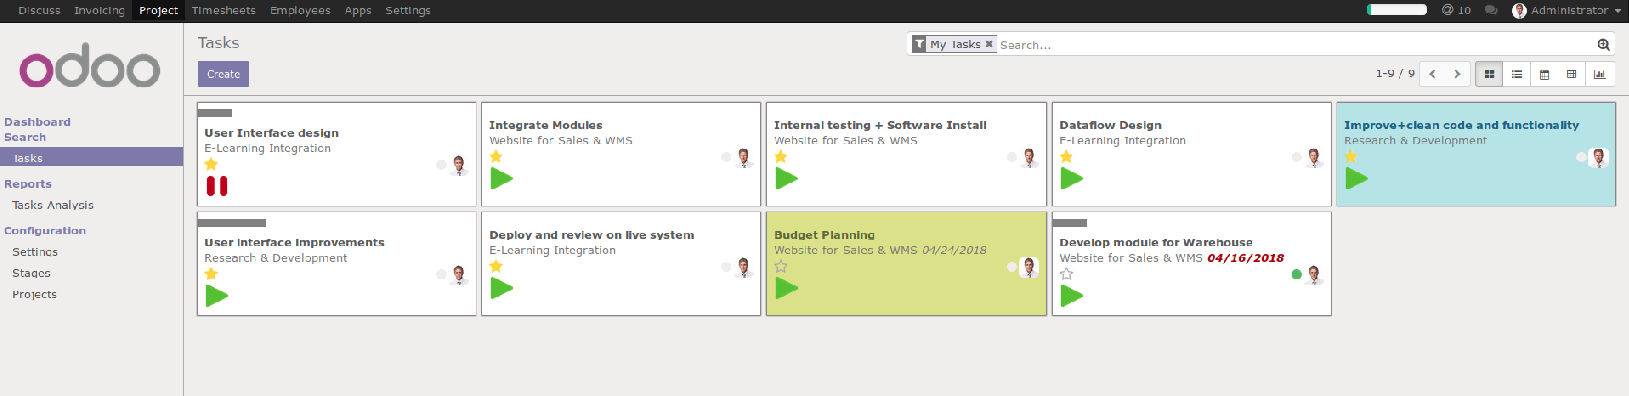 Discuss Invoicing Project Timesheets Employees Apps Settings @ 10 Administrator
odoo
Dashboard
Search
Tasks
Reports
Tasks Analysis
Configuration
Settings
Stages
Projects
Tasks
My Tasks ✖ Search...
Create
1-9 / 9
User Interface design
E-Learning Integration
Integrate Modules
Website for Sales & WMS
Internal testing + Software Install
Website for Sales & WMS
Dataflow Design
E-Learning Integration
Improve+clean code and functionality
Research & Development
User interface improvements
Research & Development
Deploy and review on live system
E-Learning Integration
Budget Planning
Website for Sales & WMS 04/24/2018
Develop module for Warehouse
Website for Sales & WMS 04/16/2018